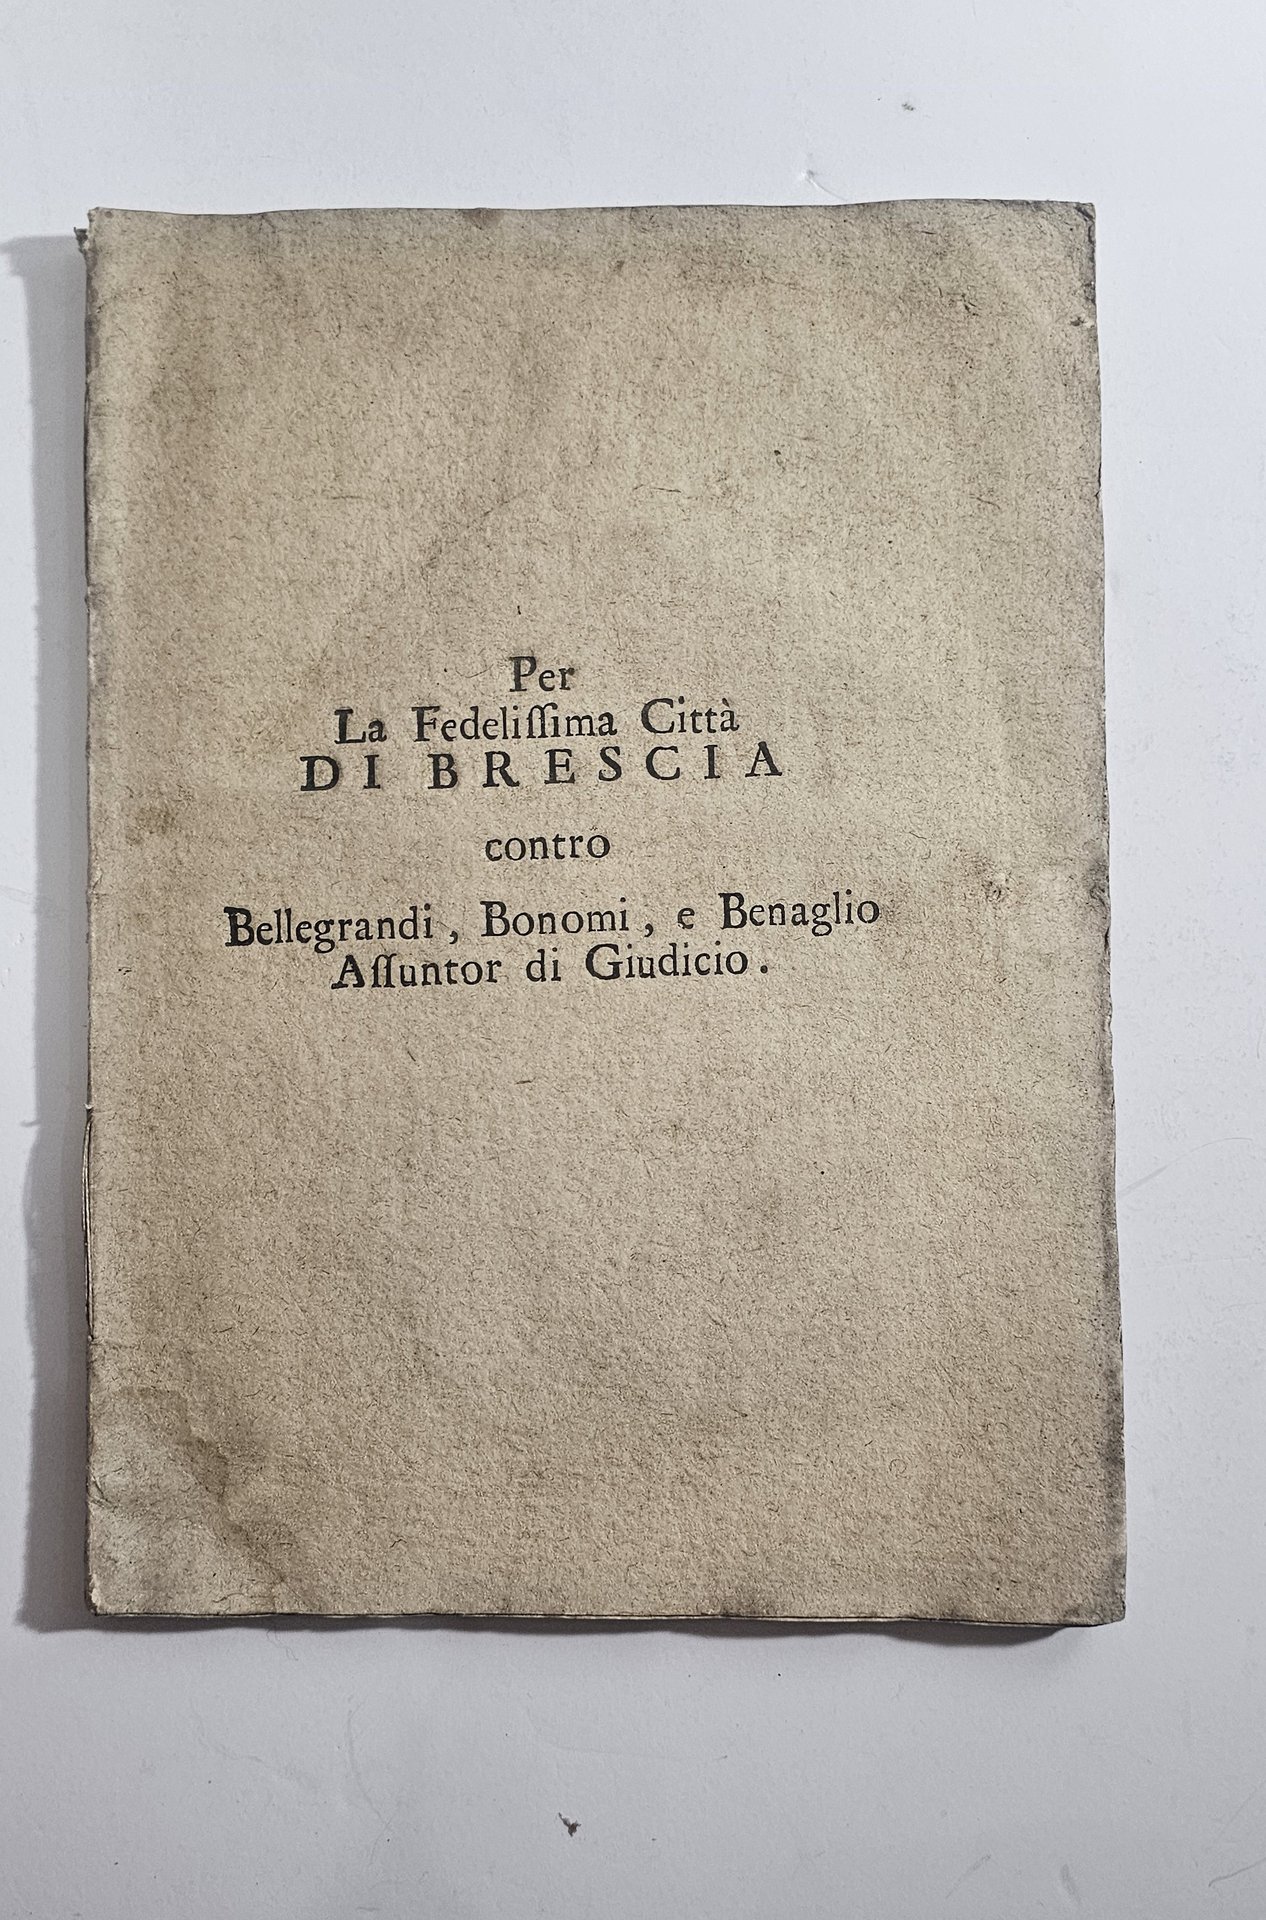 Per
La Fedeliſſima Città
DI BRESCIA
contro
Bellegrandi, Bonomi, e Benaglio
Aſſuntor di Giudicio.